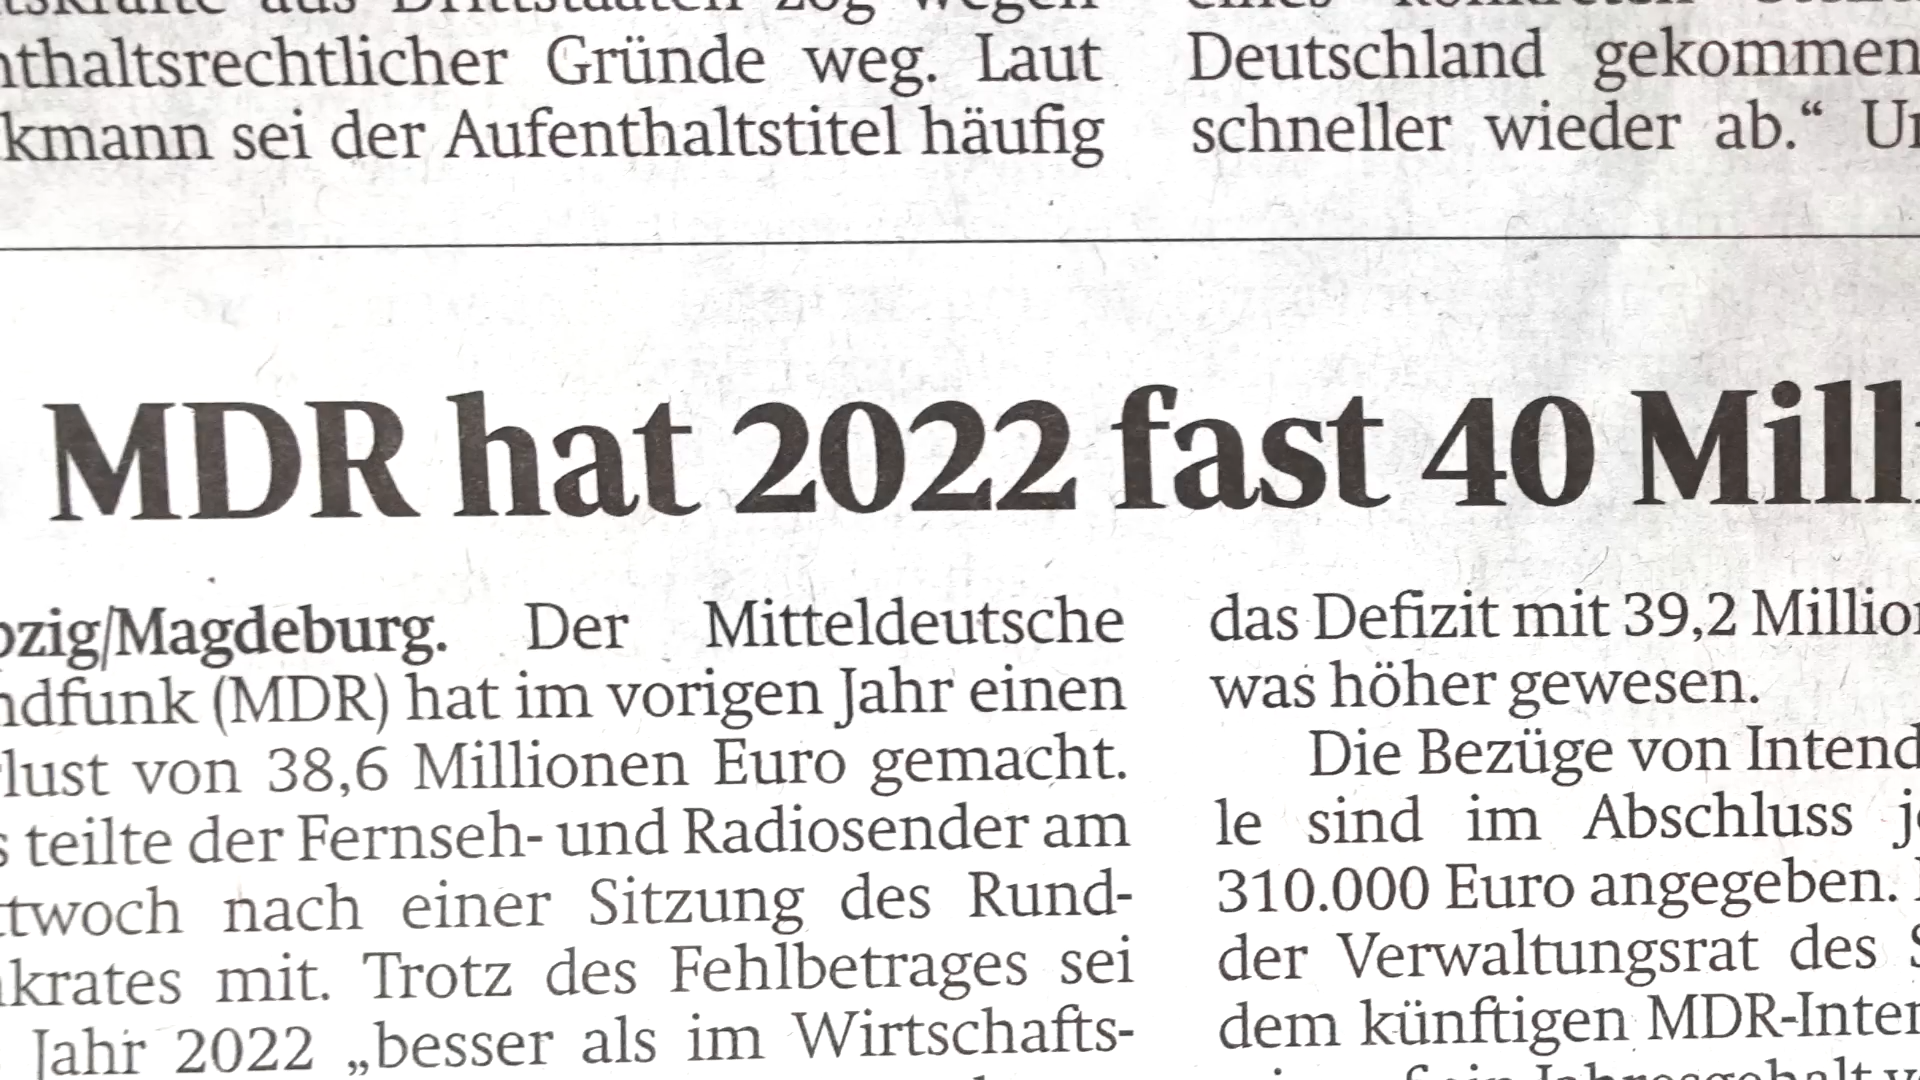 nthaltsrechtlicher Gründe weg. Laut
kmann sei der Aufenthaltstitel häufig
Deutschland gekommen
schneller wieder ab.“
MDR hat 2022 fast 40 Mill
pzig/Magdeburg. Der Mitteldeutsche
ndfunk (MDR) hat im vorigen Jahr einen
lust von 38,6 Millionen Euro gemacht.
s teilte der Fernseh- und Radiosender am
ttwoch nach einer Sitzung des Rund-
krates mit. Trotz des Fehlbetrages sei
Jahr 2022 „besser als im Wirtschafts-
das Defizit mit 39,2 Million
was höher gewesen.
Die Bezüge von Intend
le sind im Abschluss
310.000 Euro angegeben.
der Verwaltungsrat des
dem künftigen MDR-Inten